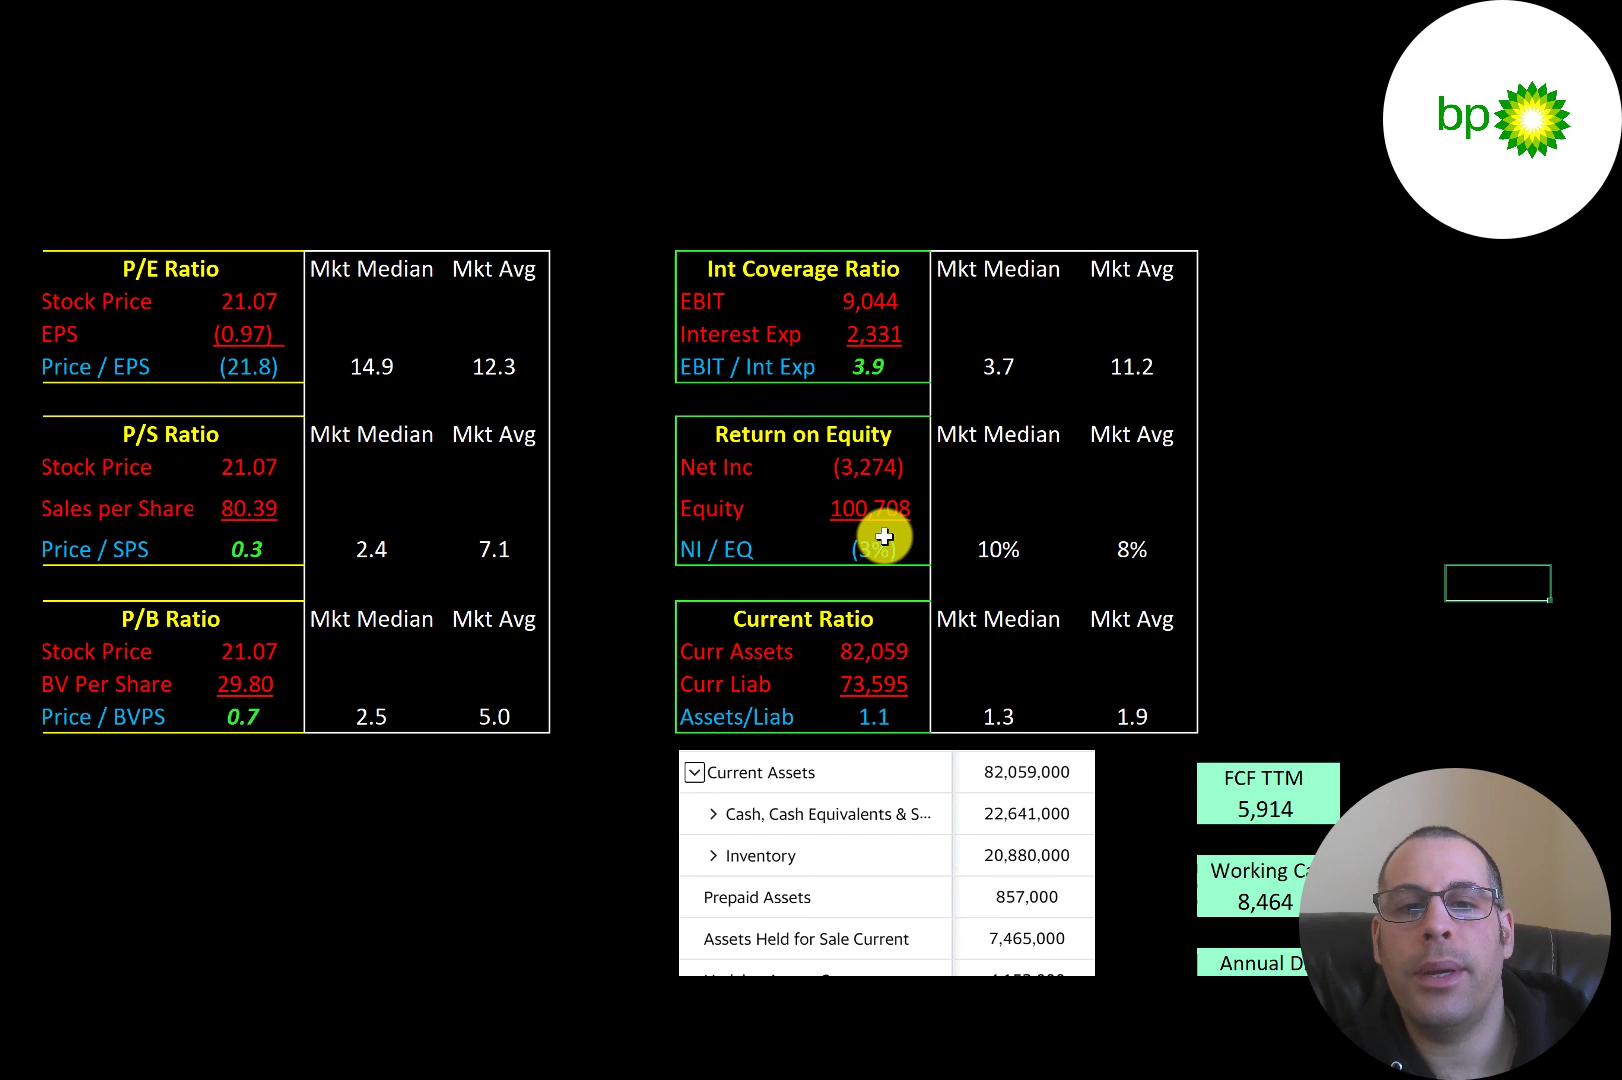 bp
P/E Ratio Mkt Median Mkt Avg
Stock Price 21.07
EPS (0.97)
Price / EPS (21.8) 14.9 12.3
P/S Ratio Mkt Median Mkt Avg
Stock Price 21.07
Sales per Share 80.39
Price / SPS 0.3 2.4 7.1
P/B Ratio Mkt Median Mkt Avg
Stock Price 21.07
BV Per Share 29.80
Price / BVPS 0.7 2.5 5.0
Int Coverage Ratio Mkt Median Mkt Avg
EBIT 9,044
Interest Exp 2,331
EBIT / Int Exp 3.9 3.7 11.2
Return on Equity Mkt Median Mkt Avg
Net Inc (3,274)
Equity 100,708
NI / EQ (3%) 10% 8%
Current Ratio Mkt Median Mkt Avg
Curr Assets 82,059
Curr Liab 73,595
Assets/Liab 1.1 1.3 1.9
Current Assets 82,059,000
Cash, Cash Equivalents & S... 22,641,000
Inventory 20,880,000
Prepaid Assets 857,000
Assets Held for Sale Current 7,465,000
FCF TTM
5,914
Working
8,464
Annual